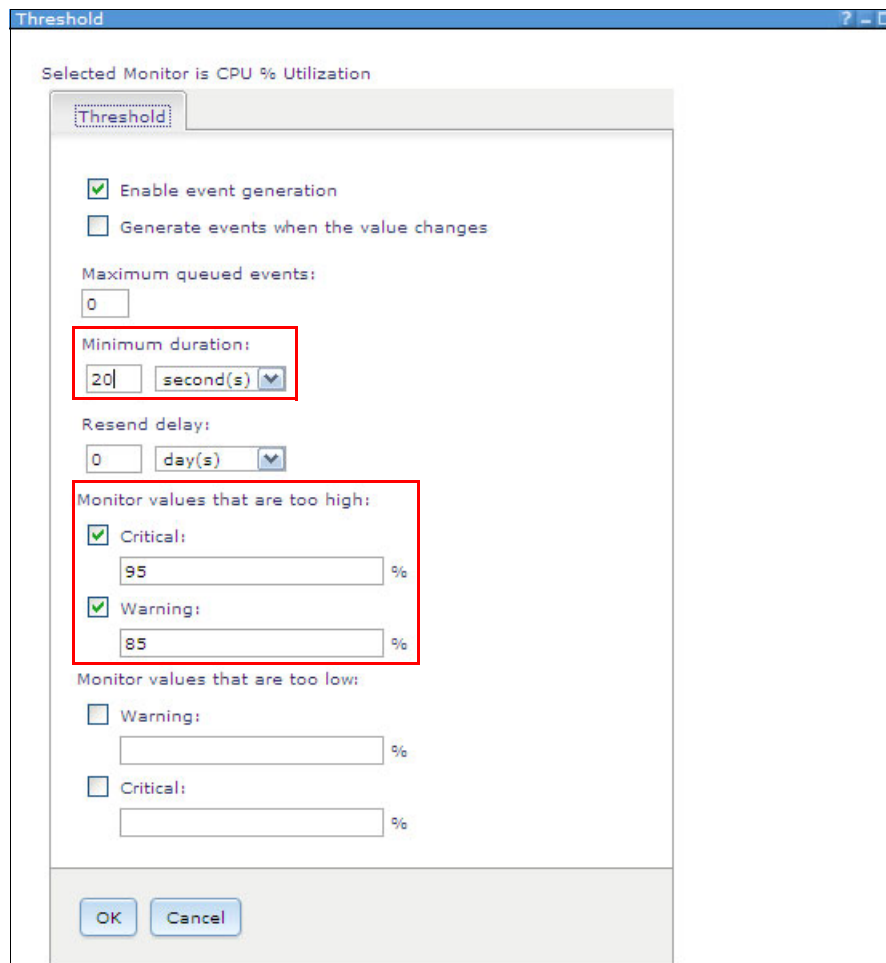 Threshold ?
Selected Monitor is CPU % Utilization
Threshold
Enable event generation
Generate events when the value changes
Maximum queued events:
0
Minimum duration:
20 second(s)
Resend delay:
0 day(s)
Monitor values that are too high:
Critical:
95 %
Warning:
85 %
Monitor values that are too low:
Warning:
%
Critical:
%
OK Cancel